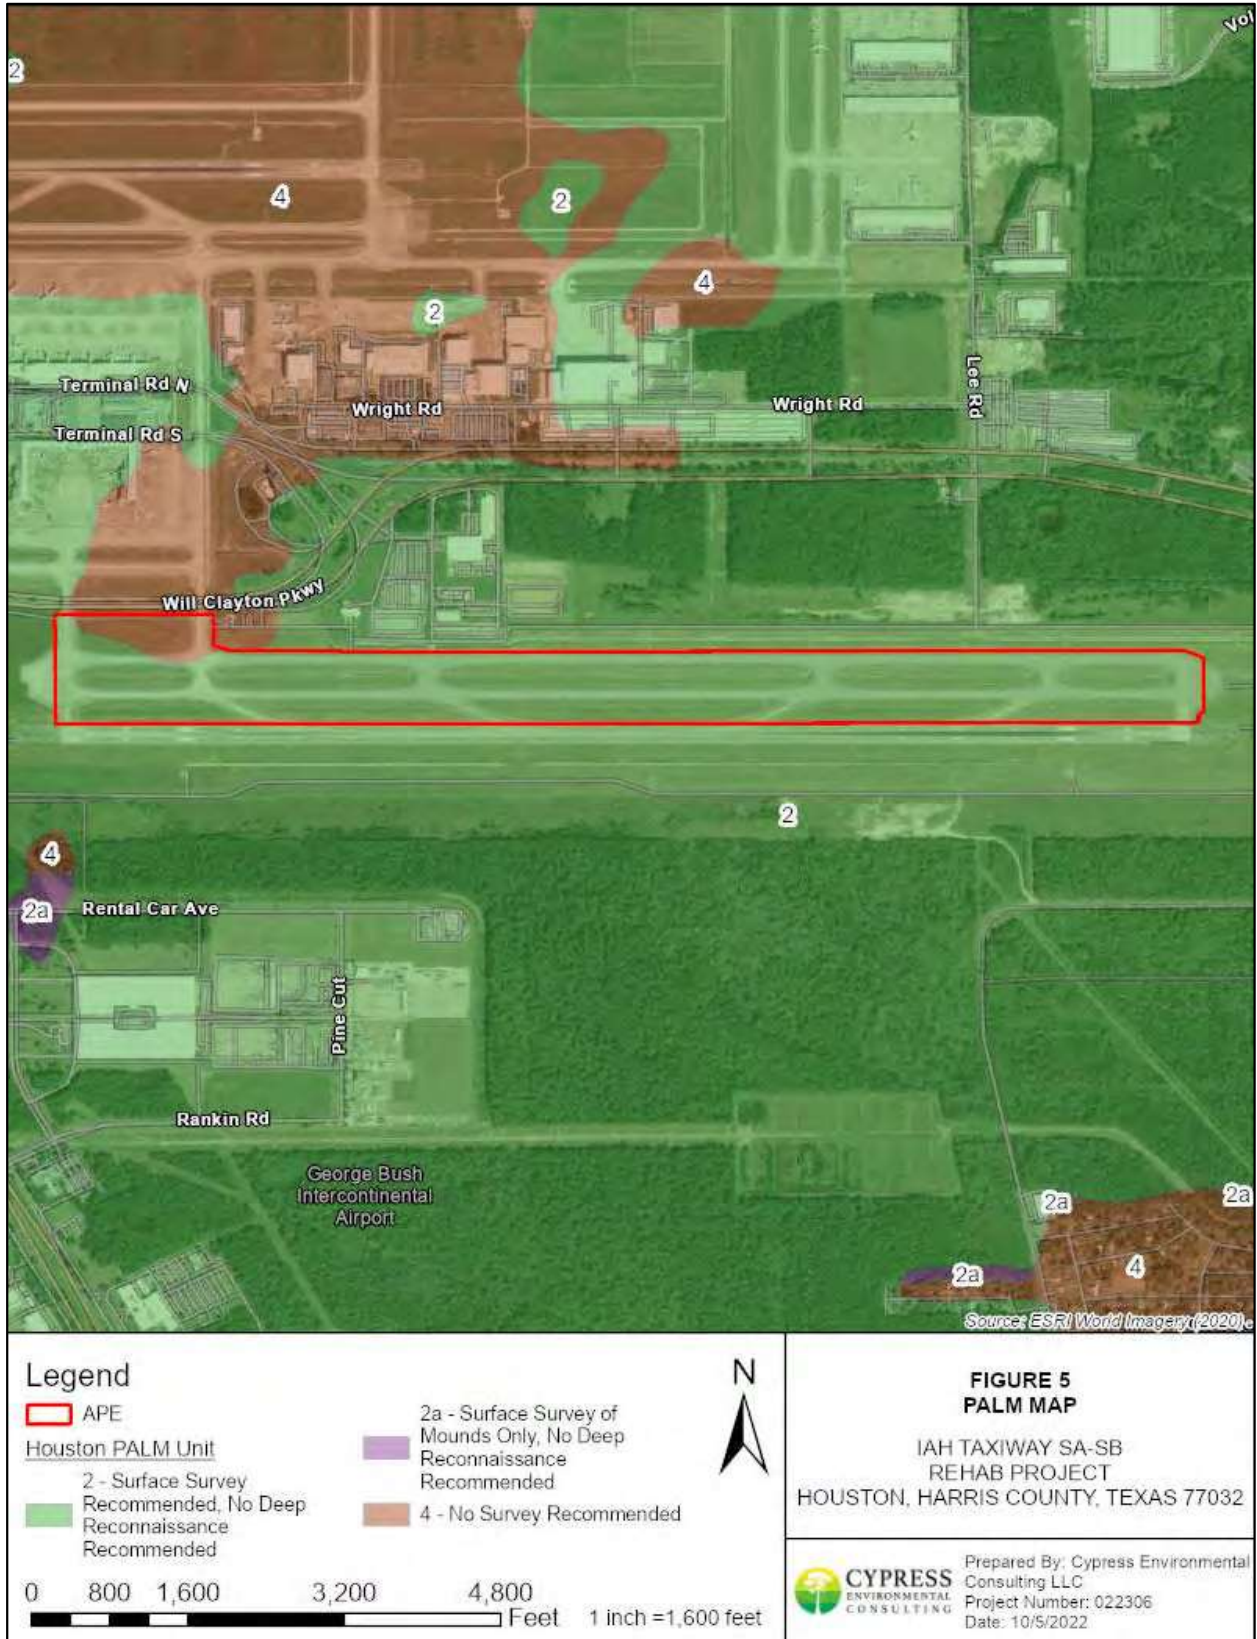 Vo
2
4
2
4
2
Terminal Rd N
Wright Rd
Wright Rd
Lee Rd
Terminal Rd S
Will Clayton Pkwy
2
4
2a
Rental Car Ave
Pine Cut
Rankin Rd
George Bush
Intercontinental
Airport
2a
2a
2a
4
Source: ESRI World Imagery (2020)
Legend
APE
Houston PALM Unit
2 - Surface Survey
Recommended, No Deep
Reconnaissance
Recommended
2a - Surface Survey of
Mounds Only, No Deep
Reconnaissance
Recommended
4 - No Survey Recommended
N
0 800 1,600 3,200 4,800
Feet 1 inch =1,600 feet
FIGURE 5
PALM MAP
IAH TAXIWAY SA-SB
REHAB PROJECT
HOUSTON, HARRIS COUNTY, TEXAS 77032
CYPRESS
ENVIRONMENTAL
CONSULTING
Prepared By: Cypress Environmental
Consulting LLC
Project Number: 022306
Date: 10/5/2022